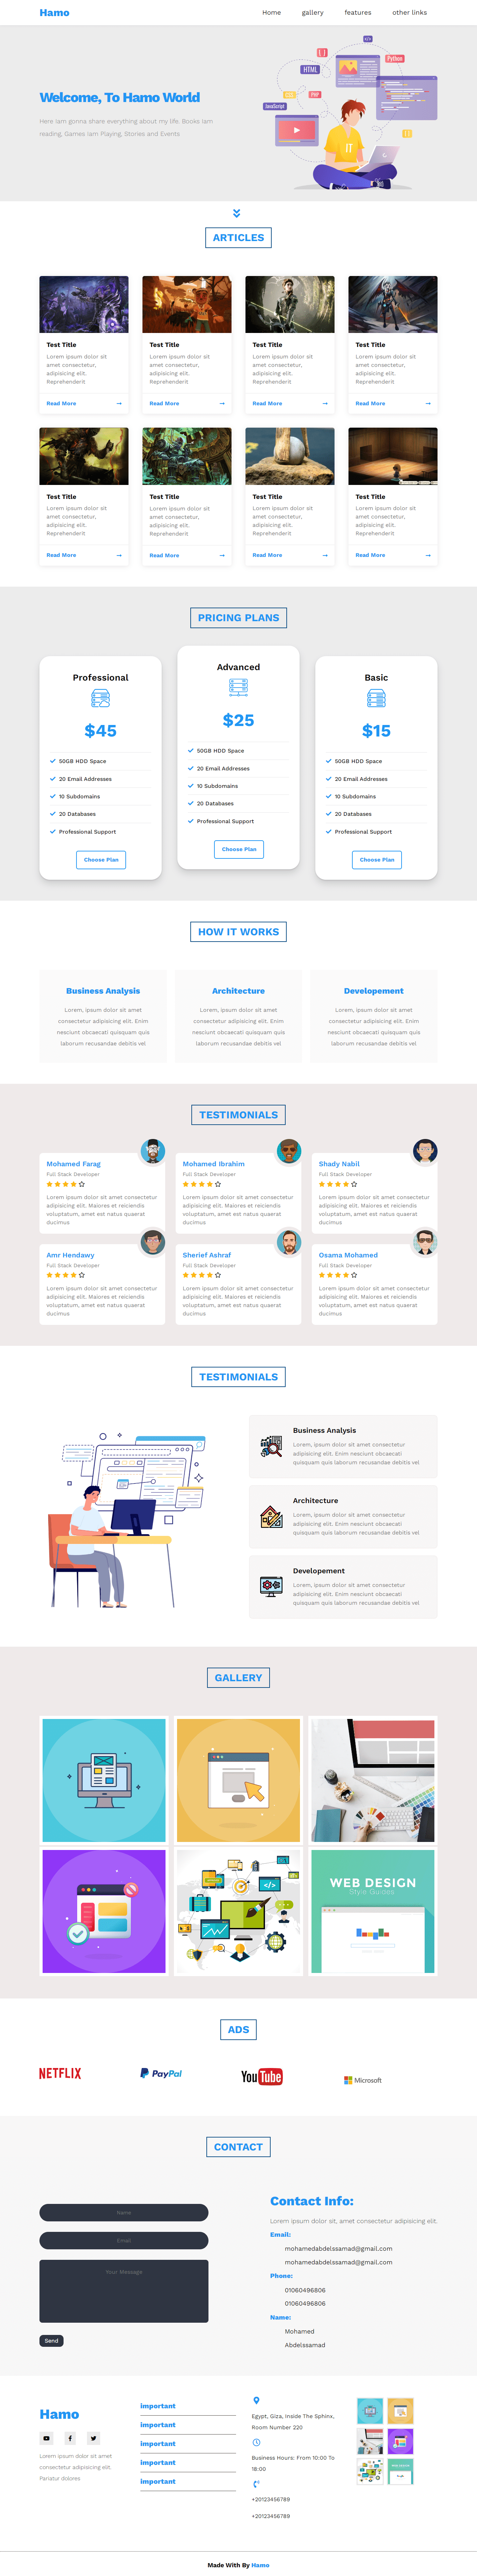 Hamo
Home gallery features other links
Welcome, To Hamo World
Here Iam gonna share everything about my life. Books Iam
reading, Games Iam Playing, Stories and Events
HTML
Python
PHP
JavaScript
IT
ARTICLES
Test Title
Lorem ipsum dolor sit
amet consectetur,
adipisicing elit.
Reprehenderit
Read More
Test Title
Lorem ipsum dolor sit
amet consectetur,
adipisicing elit.
Reprehenderit
Read More
Test Title
Lorem ipsum dolor sit
amet consectetur,
adipisicing elit.
Reprehenderit
Read More
Test Title
Lorem ipsum dolor sit
amet consectetur,
adipisicing elit.
Reprehenderit
Read More
Test Title
Lorem ipsum dolor sit
amet consectetur,
adipisicing elit.
Reprehenderit
Read More
Test Title
Lorem ipsum dolor sit
amet consectetur,
adipisicing elit.
Reprehenderit
Read More
Test Title
Lorem ipsum dolor sit
amet consectetur,
adipisicing elit.
Reprehenderit
Read More
Test Title
Lorem ipsum dolor sit
amet consectetur,
adipisicing elit.
Reprehenderit
Read More
PRICING PLANS
Professional
$45
50GB HDD Space
20 Email Addresses
10 Subdomains
20 Databases
Professional Support
Choose Plan
Advanced
$25
50GB HDD Space
20 Email Addresses
10 Subdomains
20 Databases
Professional Support
Choose Plan
Basic
$15
50GB HDD Space
20 Email Addresses
10 Subdomains
20 Databases
Professional Support
Choose Plan
HOW IT WORKS
Business Analysis
Lorem, ipsum dolor sit amet
consectetur adipisicing elit. Enim
nesciunt obcaecati quisquam quis
laborum recusandae debitis vel
Architecture
Lorem, ipsum dolor sit amet
consectetur adipisicing elit. Enim
nesciunt obcaecati quisquam quis
laborum recusandae debitis vel
Developement
Lorem, ipsum dolor sit amet
consectetur adipisicing elit. Enim
nesciunt obcaecati quisquam quis
laborum recusandae debitis vel
TESTIMONIALS
Mohamed Farag
Full Stack Developer
Lorem ipsum dolor sit amet consectetur
adipisicing elit. Maiores et reiciendis
voluptatum, amet est natus quaerat
ducimus
Mohamed Ibrahim
Full Stack Developer
Lorem ipsum dolor sit amet consectetur
adipisicing elit. Maiores et reiciendis
voluptatum, amet est natus quaerat
ducimus
Shady Nabil
Full Stack Developer
Lorem ipsum dolor sit amet consectetur
adipisicing elit. Maiores et reiciendis
voluptatum, amet est natus quaerat
ducimus
Amr Hendawy
Full Stack Developer
Lorem ipsum dolor sit amet consectetur
adipisicing elit. Maiores et reiciendis
voluptatum, amet est natus quaerat
ducimus
Sherief Ashraf
Full Stack Developer
Lorem ipsum dolor sit amet consectetur
adipisicing elit. Maiores et reiciendis
voluptatum, amet est natus quaerat
ducimus
Osama Mohamed
Full Stack Developer
Lorem ipsum dolor sit amet consectetur
adipisicing elit. Maiores et reiciendis
voluptatum, amet est natus quaerat
ducimus
TESTIMONIALS
Business Analysis
Lorem, ipsum dolor sit amet consectetur
adipisicing elit. Enim nesciunt obcaecati
quisquam quis laborum recusandae debitis vel
Architecture
Lorem, ipsum dolor sit amet consectetur
adipisicing elit. Enim nesciunt obcaecati
quisquam quis laborum recusandae debitis vel
Developement
Lorem, ipsum dolor sit amet consectetur
adipisicing elit. Enim nesciunt obcaecati
quisquam quis laborum recusandae debitis vel
GALLERY
WEB DESIGN
Style Guides
ADS
NETFLIX
PayPal
YouTube
Microsoft
CONTACT
Name
Email
Your Message
Send
Contact Info:
Lorem ipsum dolor sit, amet consectetur adipisicing elit.
Email:
mohamedabdelssamad@gmail.com
mohamedabdelssamad@gmail.com
Phone:
01060496806
01060496806
Name:
Mohamed
Abdelssamad
Hamo
Lorem ipsum dolor sit amet
consectetur adipisicing elit.
Pariatur dolores
important
important
important
important
important
Egypt, Giza, Inside The Sphinx,
Room Number 220
Business Hours: From 10:00 To
18:00
+20123456789
+20123456789
Made With By Hamo